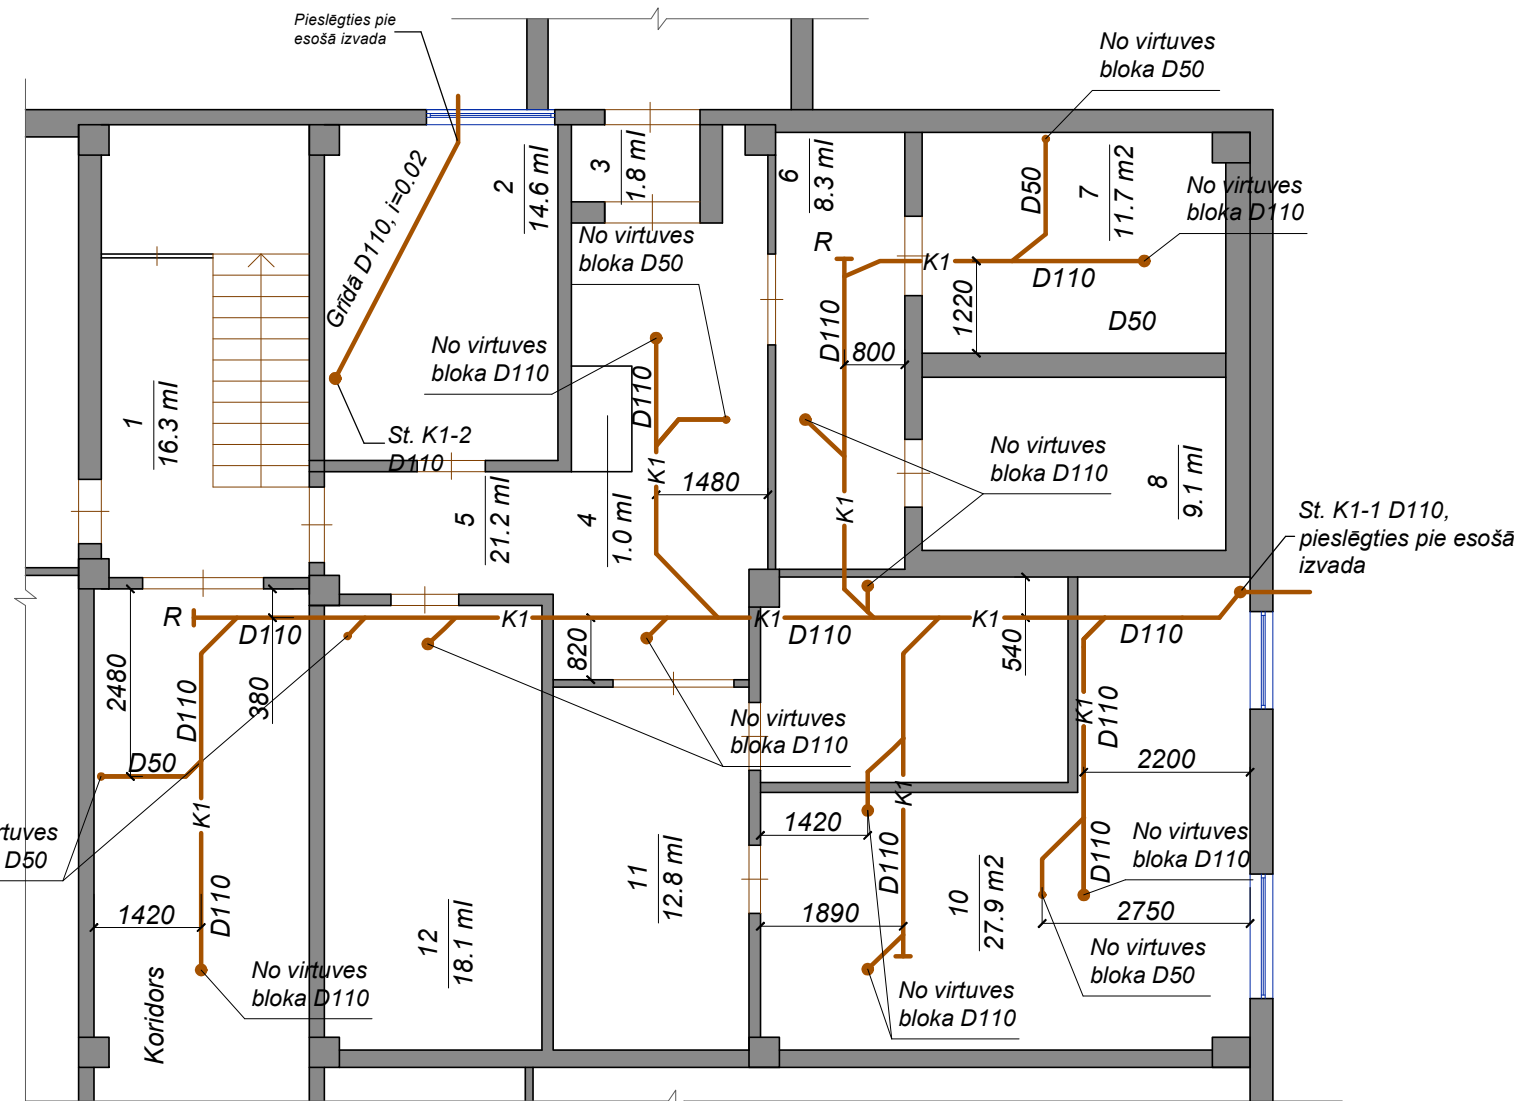 Pieslēgties pie
esošā izvada
No virtuves
bloka D50
Grīdā D110, i=0.02
2
14.6 ml
3
1.8 ml
6
8.3 ml
D50
7
11.7 m2
No virtuves
bloka D110
No virtuves
bloka D50
R
K1
D110
D110
1220
D50
800
No virtuves
bloka D110
D110
1
16.3 ml
St. K1-2
D110
K1
1480
No virtuves
bloka D110
8
9.1 ml
5
21.2 ml
4
1.0 ml
K1
St. K1-1 D110,
pieslēgties pie esošā
izvada
R
D110
K1
K1
D110
K1
D110
2480
380
820
540
D110
K1
D110
No virtuves
bloka D110
2200
D50
K1
K1
1420
D110
D110
No virtuves
bloka D110
rtuves
D50
1420
D110
12
18.1 ml
11
12.8 ml
1890
10
27.9 m2
2750
No virtuves
bloka D50
Koridors
No virtuves
bloka D110
No virtuves
bloka D110